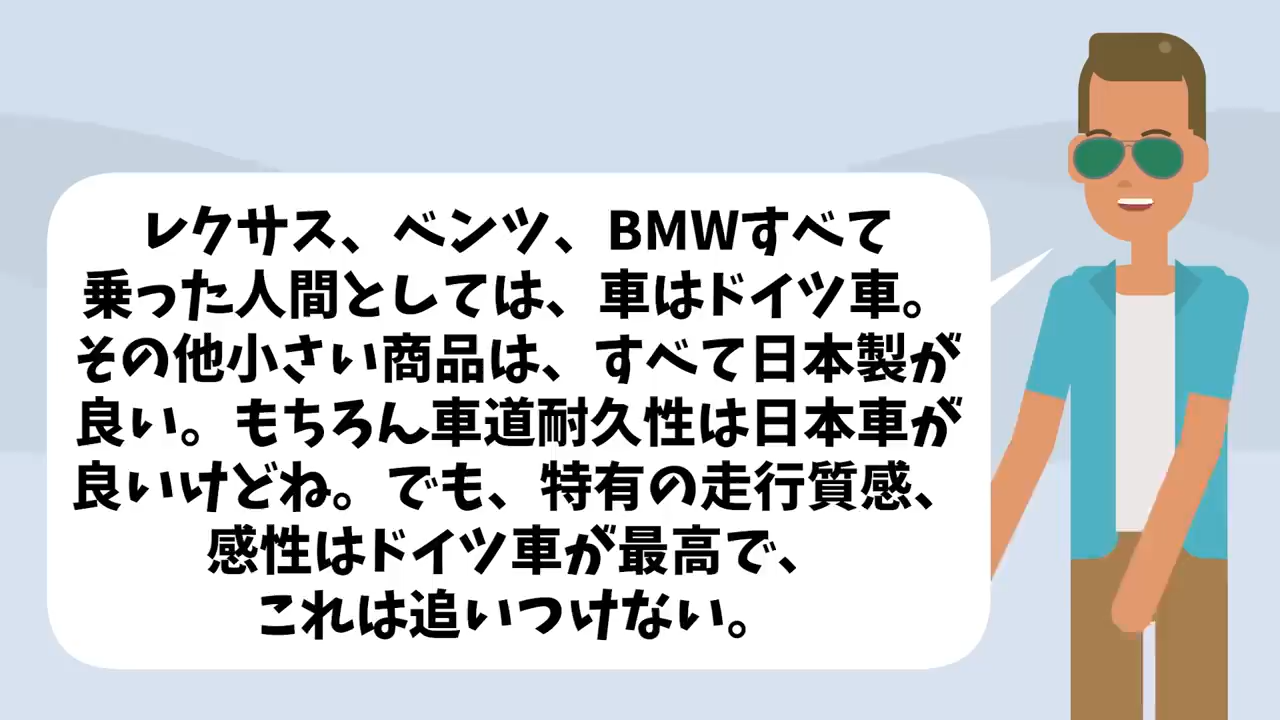 レクサス、ベンツ、BMWすべて
乗った人間としては、車はドイツ車。
その他小さい商品は、すべて日本製が
良い。もちろん車道耐久性は日本車が
良いけどね。でも、特有の走行質感、
感性はドイツ車が最高で、
これは追いつけない。